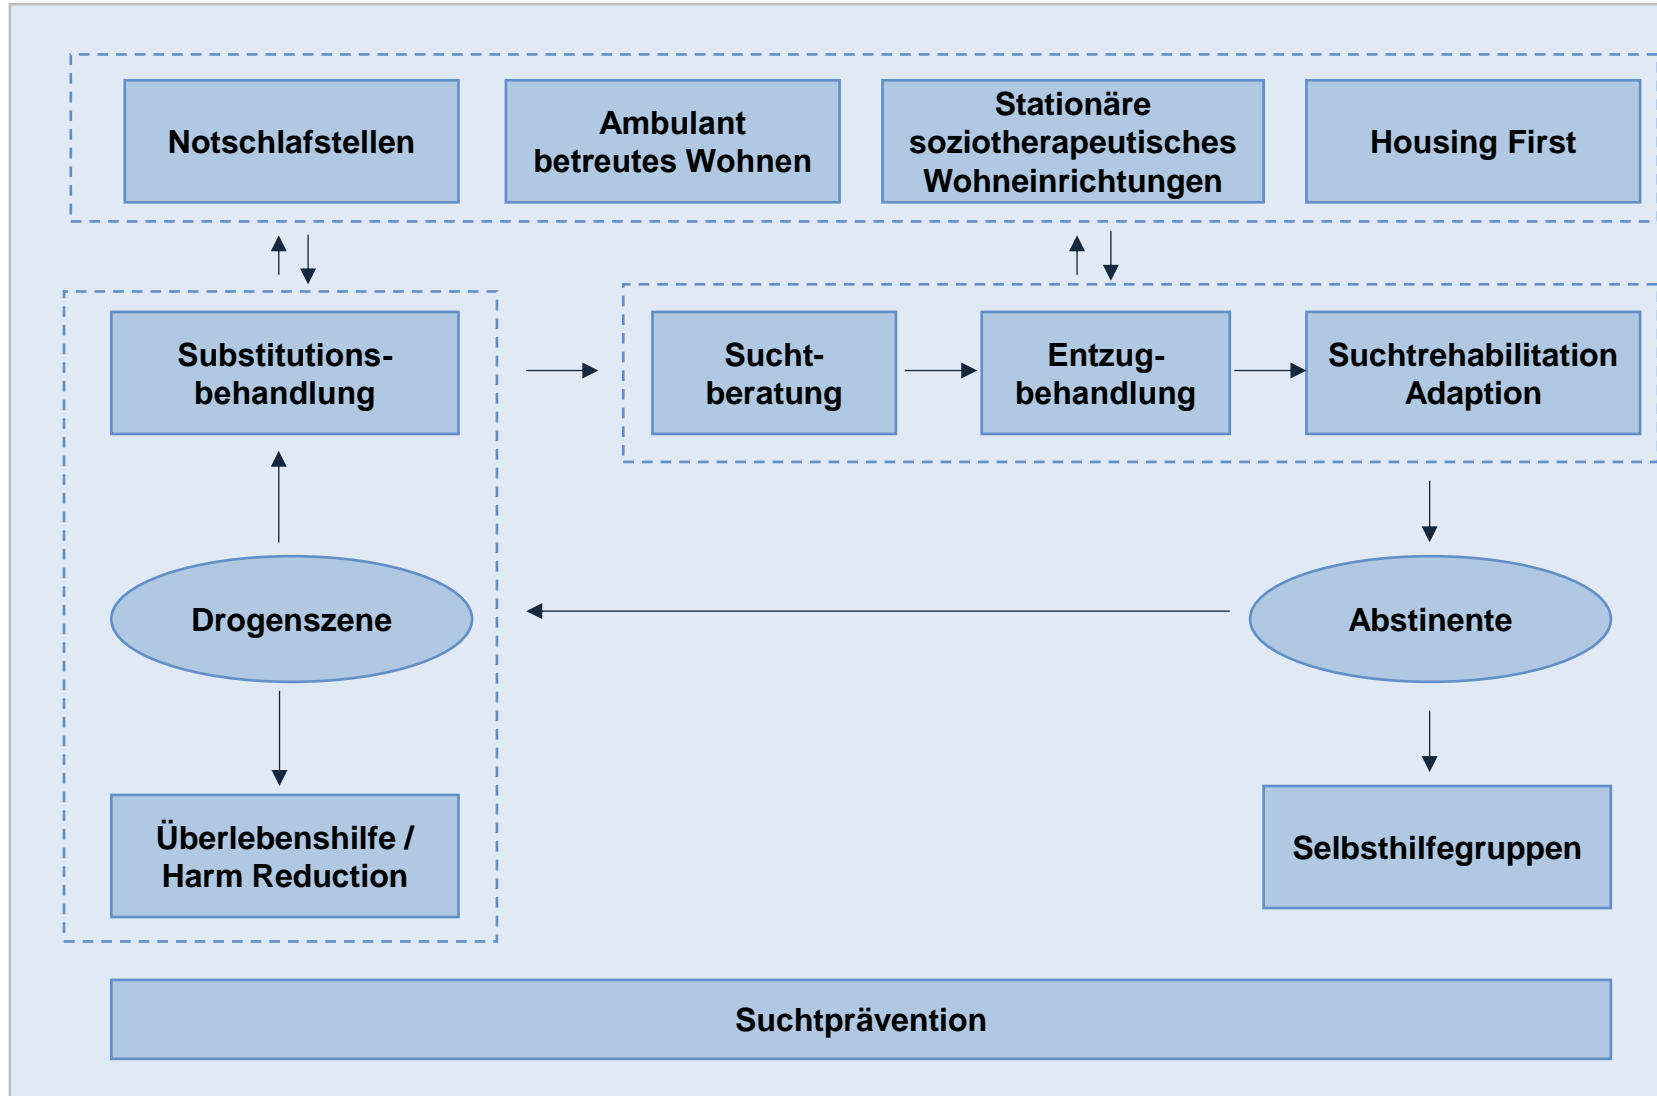 Notschlafstellen
Ambulant
betreutes Wohnen
Stationäre
soziotherapeutisches
Wohneinrichtungen
Housing First
Substitutions-
behandlung
Sucht-
beratung
Entzug-
behandlung
Suchtrehabilitation
Adaption
Drogenszene
Abstinente
Überlebenshilfe /
Harm Reduction
Selbsthilfegruppen
Suchtprävention